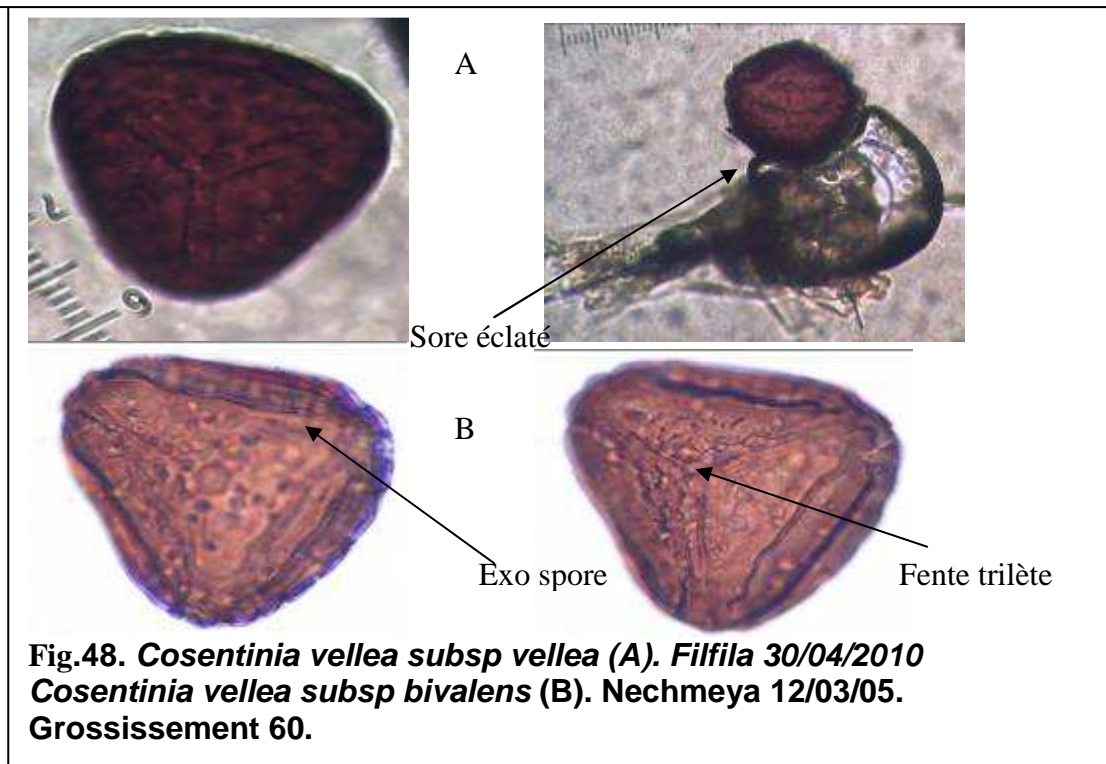 A
Sore éclaté
B
Exo spore
Fente trilète
Fig.48. Cosentinia vellea subsp vellea (A). Filfila 30/04/2010
Cosentinia vellea subsp bivalens (B). Nechmeya 12/03/05.
Grossissement 60.